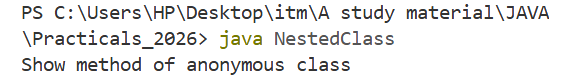 PS C:\Users\HP\Desktop\itm\A study material\JAVA
\Practicals_2026> java NestedClass
Show method of anonymous class